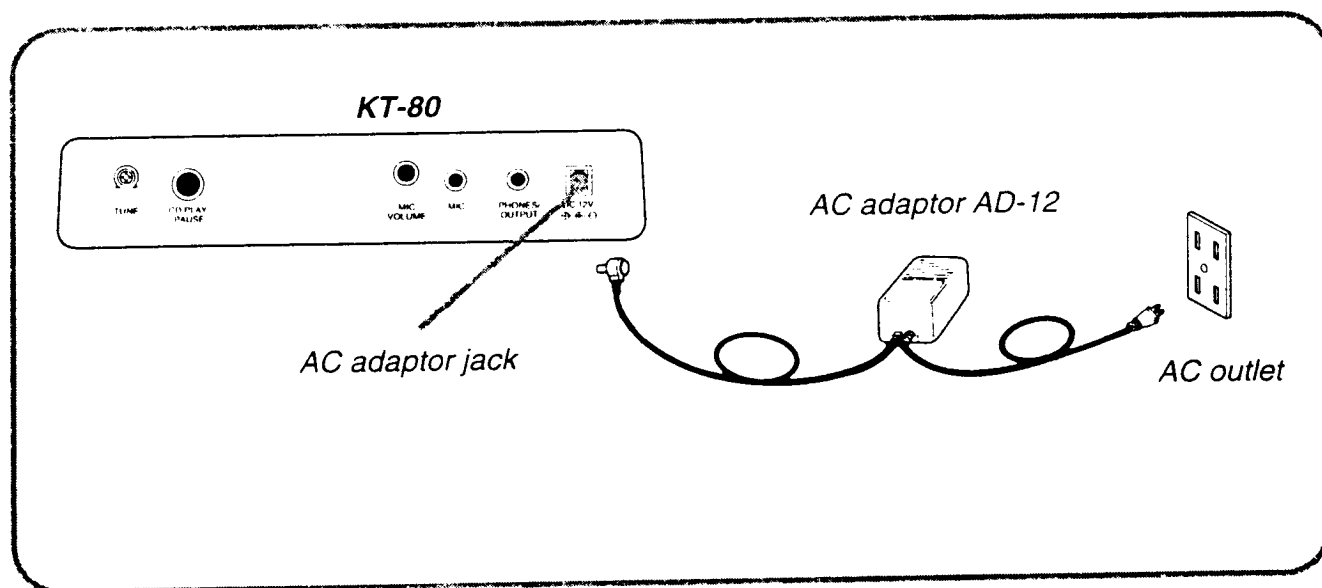 KT-80
TUNE
CD PLAY
PAUSE
MIC
VOLUME
MIC
PHONES/
OUTPUT
DC 12V
AC adaptor AD-12
AC adaptor jack
AC outlet